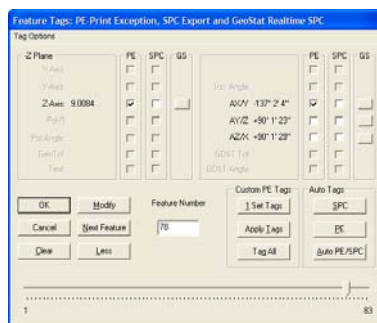 Feature Tags: PE-Print Exception, SPC Export and GeoStat Realtime SPC
Tag Options
Z Plane PE SPC GS PE SPC GS
X-Axis
Y-Axis Inc Angle
Z-Axis 9.0084 AX/Y -137° 2' 4"
AY/Z +90° 1' 23"
Pol Angle AZ/X +90° 1' 29"
GeoTol GD&T Tol
Text GD&T Angle
Custom PE Tags Auto Tags
OK Modify Feature Number 1 Set Tags SPC
Cancel Next Feature 78 Apply Tags PE
Clear Less Tag All Auto PE/SPC
1 83